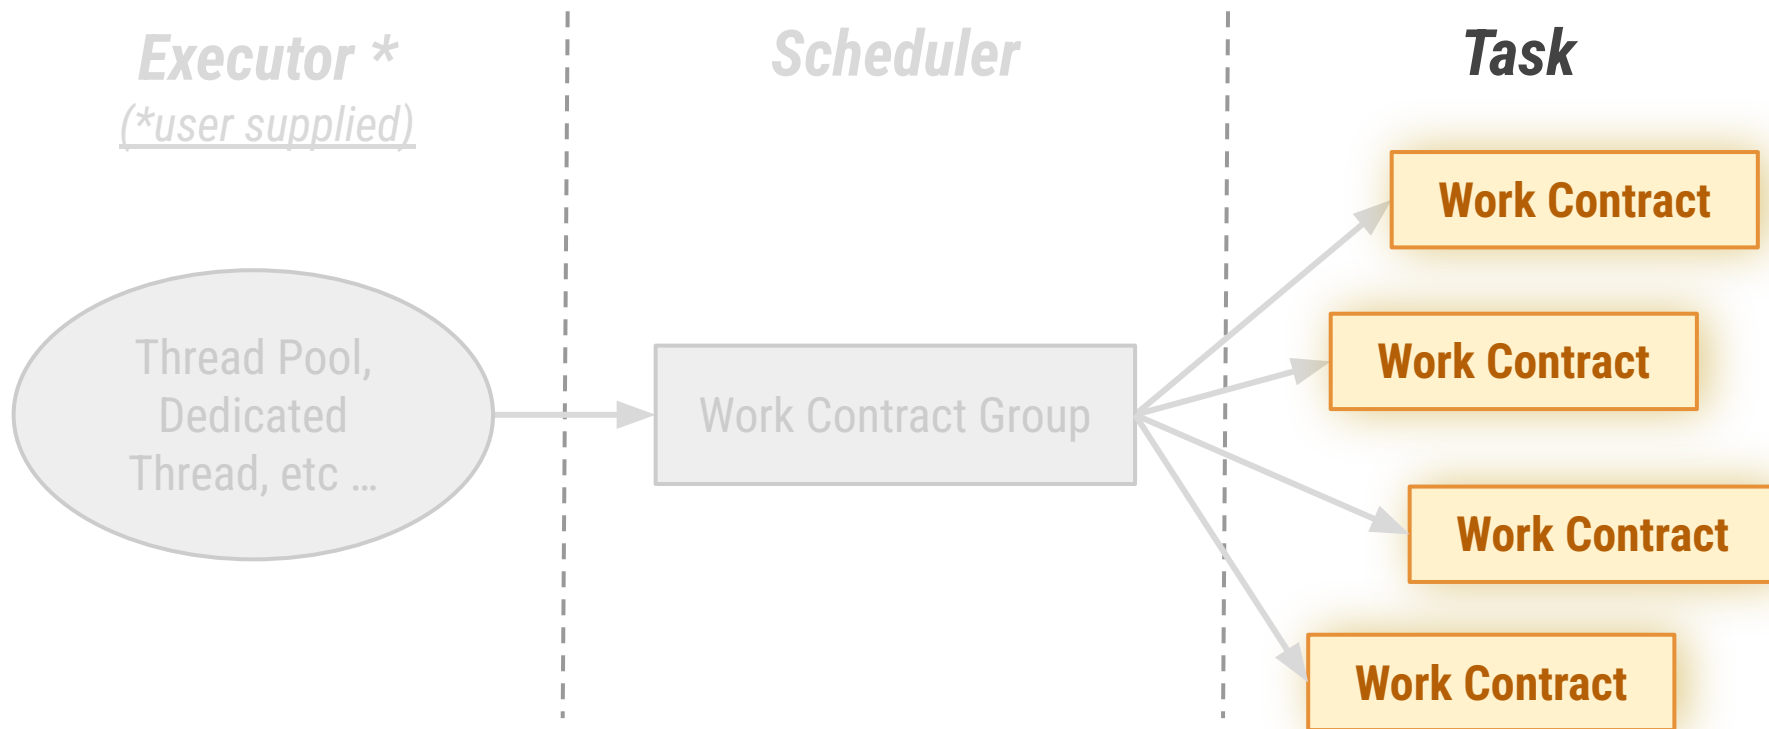 Executor *
(*user supplied)
Scheduler
Task
Thread Pool,
Dedicated
Thread, etc ...
Work Contract Group
Work Contract
Work Contract
Work Contract
Work Contract